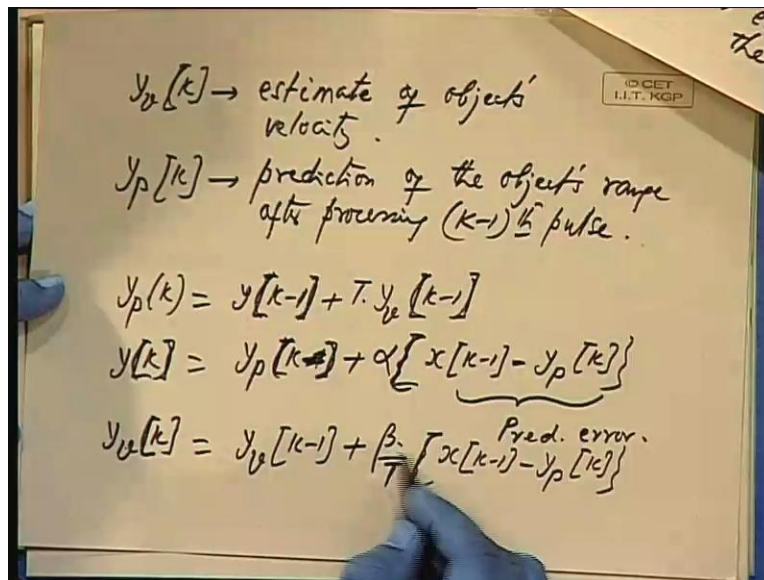 y_v[k] → estimate of object's
velocity.
© CET
I.I.T. KGP
y_p[k] → prediction of the object's range
after processing (k-1)th pulse.
y_p(k) = y[k-1] + T. y_v[k-1]
y[k] = y_p[k] + α{x[k-1] - y_p[k]}
Pred. error.
y_v[k] = y_v[k-1] + β/T {x[k-1] - y_p[k]}
the